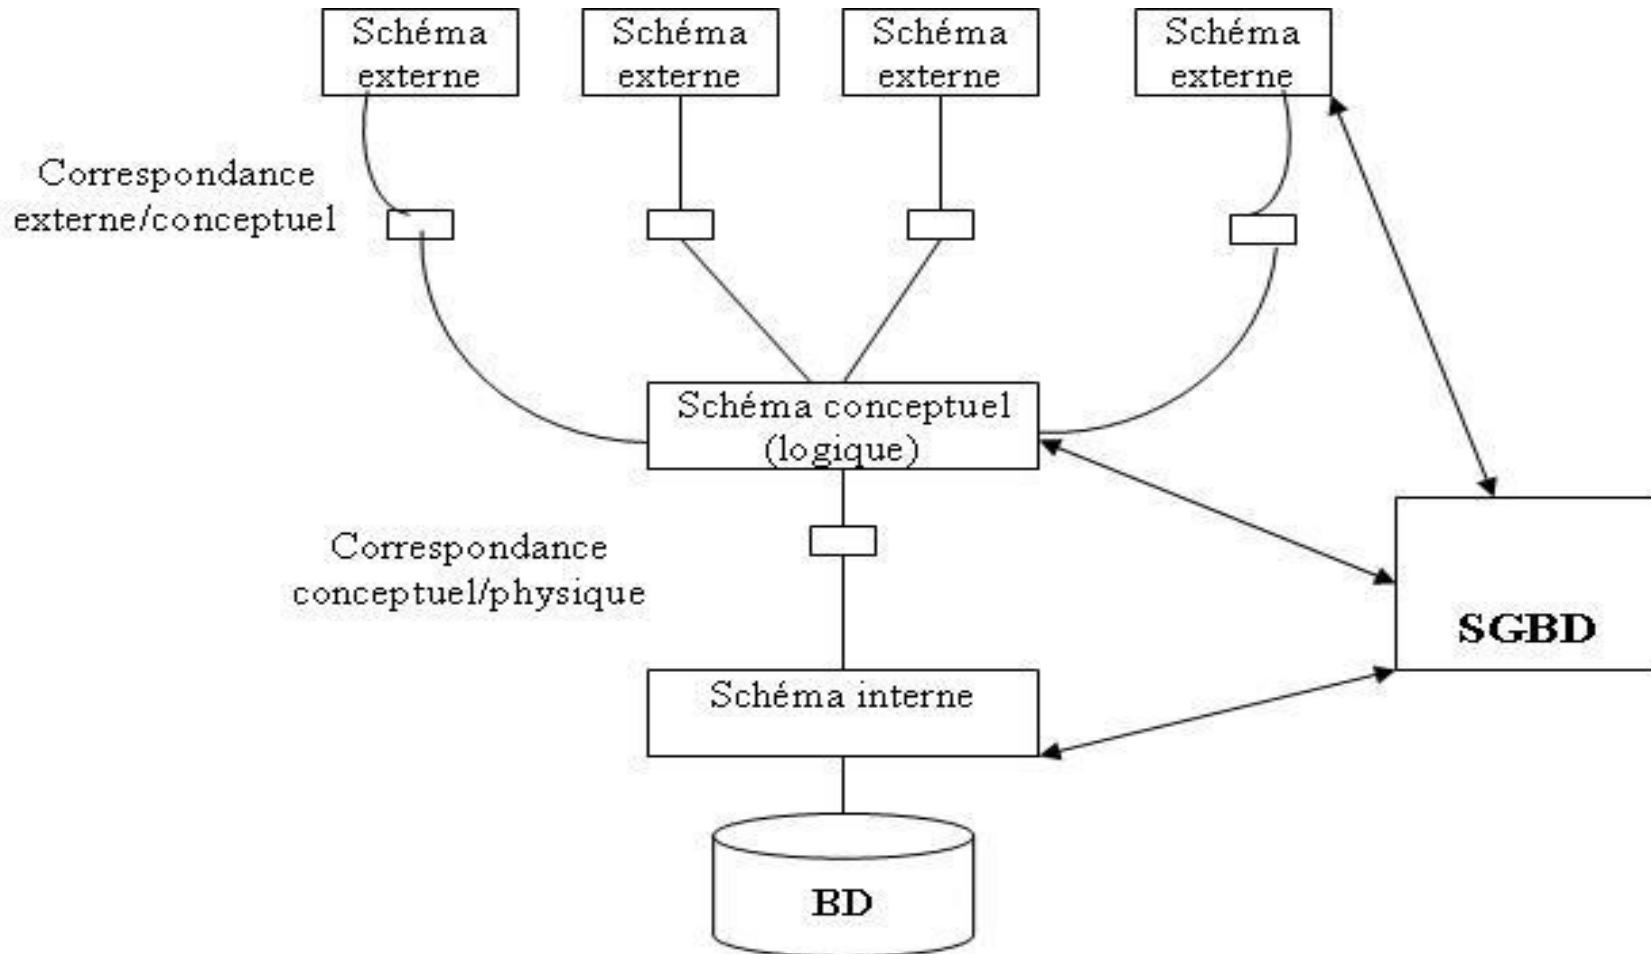 Schéma
externe
Schéma
externe
Schéma
externe
Schéma
externe
Correspondance
externe/conceptuel
Schéma conceptuel
(logique)
Correspondance
conceptuel/physique
SGBD
Schéma interne
BD